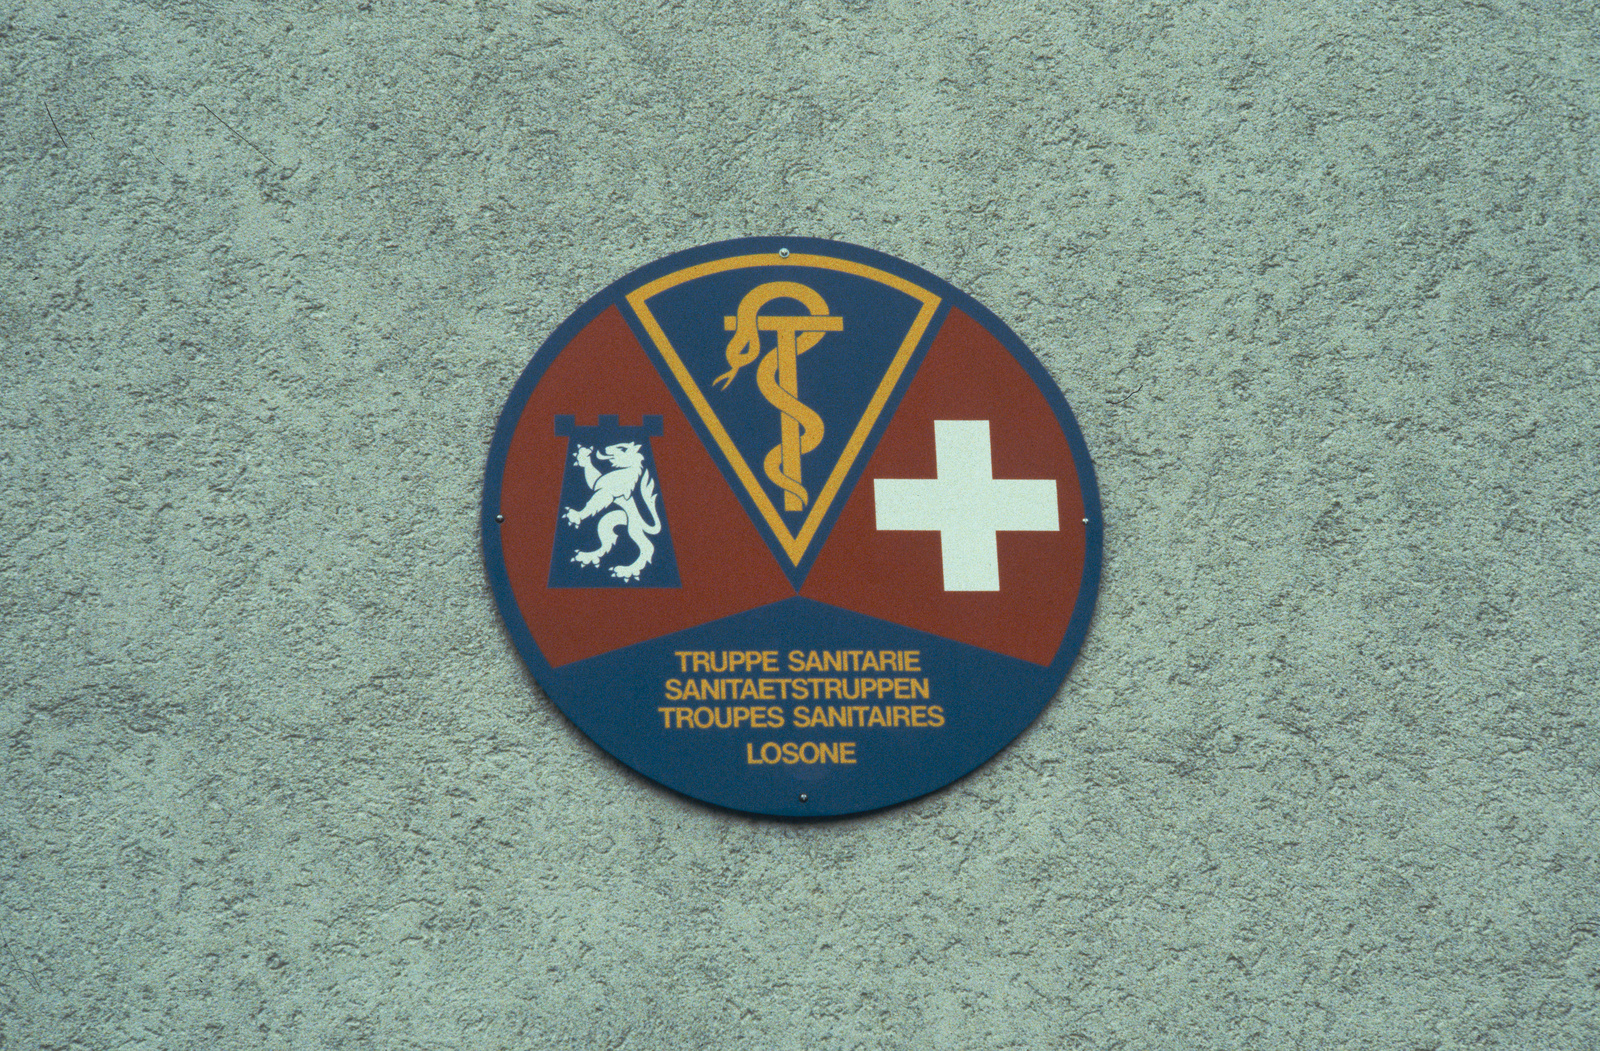 TRUPPE SANITARIE
SANITAETSTRUPPEN
TROUPES SANITAIRES
LOSONE